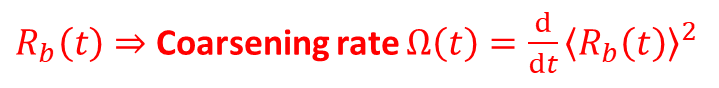 R_b(t) ⇒ Coarsening rate Ω(t) = d/dt ⟨R_b(t)⟩²